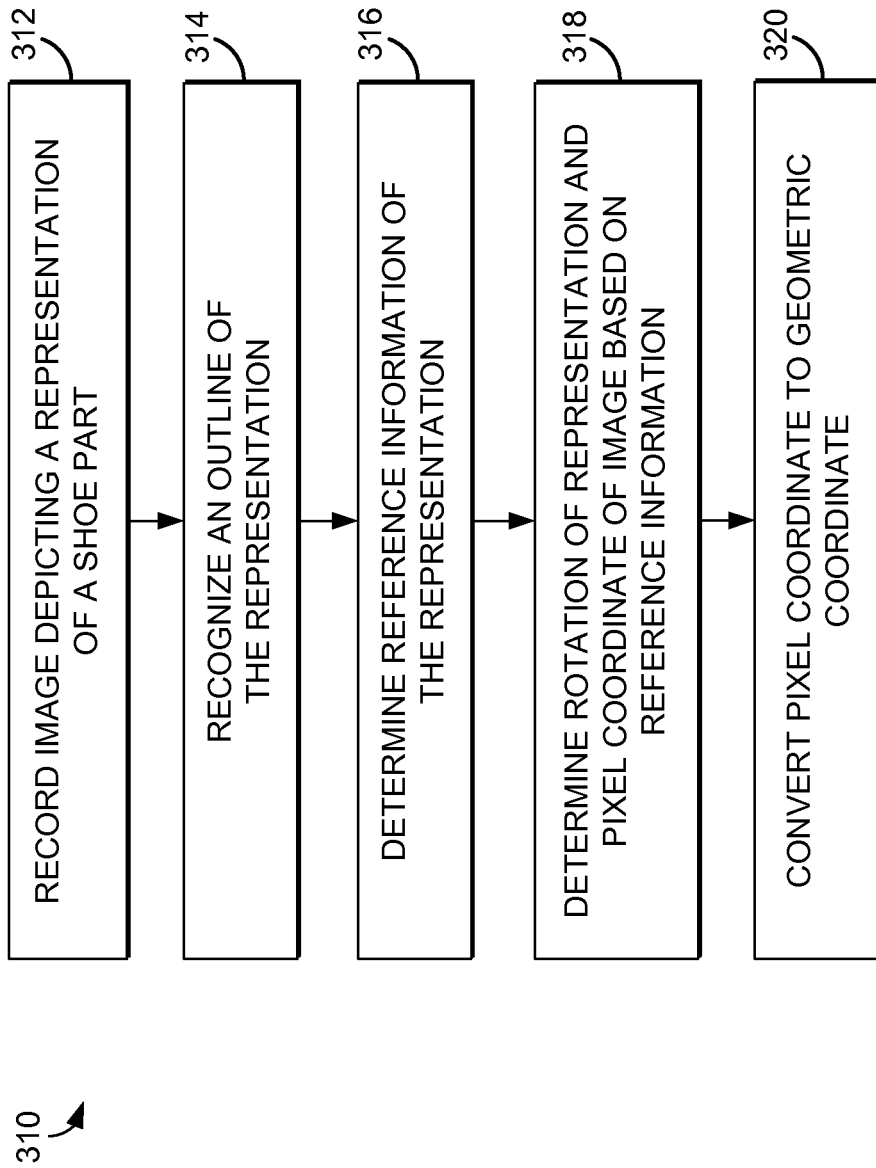 310
312
RECORD IMAGE DEPICTING A REPRESENTATION
OF A SHOE PART
314
RECOGNIZE AN OUTLINE OF
THE REPRESENTATION
316
DETERMINE REFERENCE INFORMATION OF
THE REPRESENTATION
318
DETERMINE ROTATION OF REPRESENTATION AND
PIXEL COORDINATE OF IMAGE BASED ON
REFERENCE INFORMATION
320
CONVERT PIXEL COORDINATE TO GEOMETRIC
COORDINATE